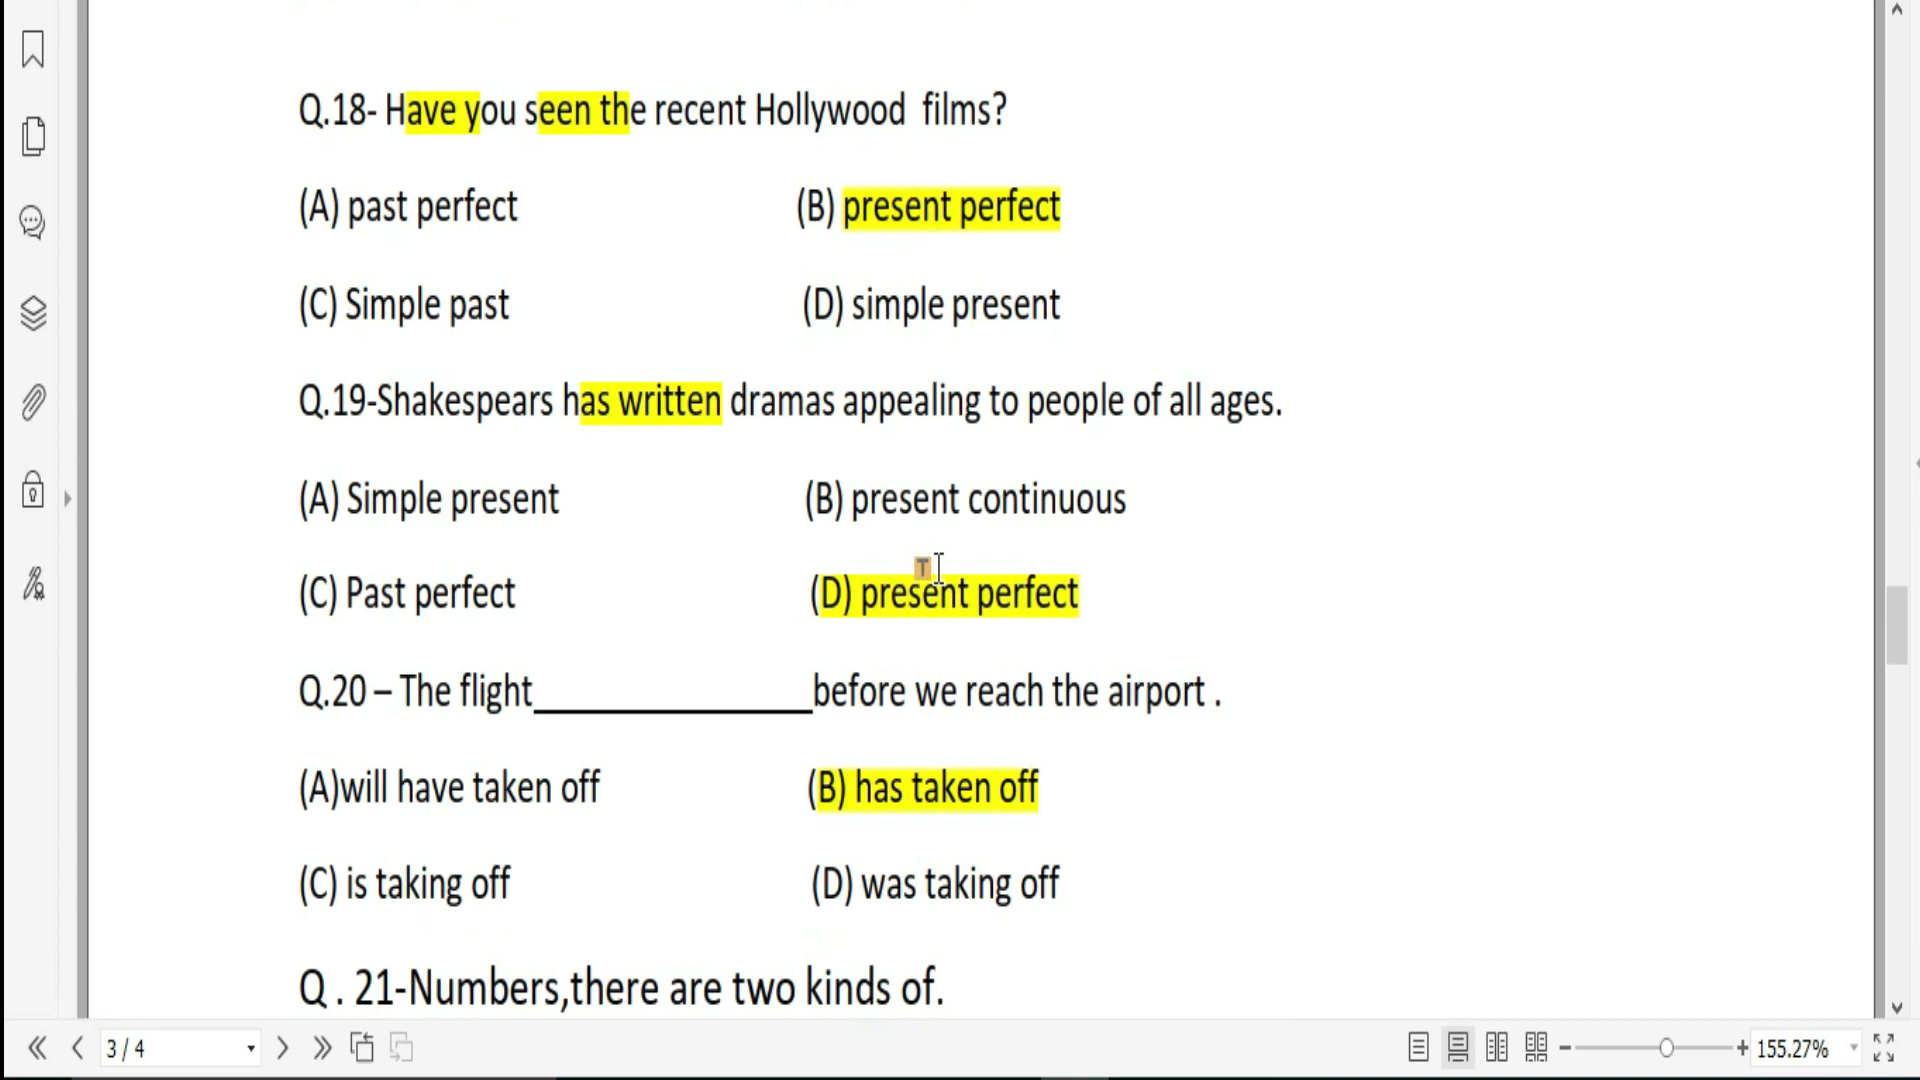 Q.18- Have you seen the recent Hollywood films?
(A) past perfect (B) present perfect
(C) Simple past (D) simple present
Q.19-Shakespears has written dramas appealing to people of all ages.
(A) Simple present (B) present continuous
T
(C) Past perfect (D) present perfect
Q.20 – The flight______________before we reach the airport .
(A)will have taken off (B) has taken off
(C) is taking off (D) was taking off
Q . 21-Numbers,there are two kinds of.
3 / 4 155.27%